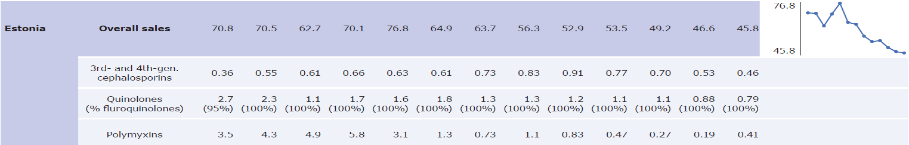 Estonia Overall sales 70.8 70.5 62.7 70.1 76.8 64.9 63.7 56.3 52.9 53.5 49.2 46.6 45.8 76.8
45.8
3rd- and 4th-gen. cephalosporins 0.36 0.55 0.61 0.66 0.63 0.61 0.73 0.83 0.91 0.77 0.70 0.53 0.46
Quinolones 2.7 2.3 1.1 1.7 1.6 1.8 1.3 1.3 1.2 1.1 1.1 0.88 0.79
(% fluroquinolones) (95%) (100%) (100%) (100%) (100%) (100%) (100%) (100%) (100%) (100%) (100%) (100%) (100%)
Polymyxins 3.5 4.3 4.9 5.8 3.1 1.3 0.73 1.1 0.83 0.47 0.27 0.19 0.41